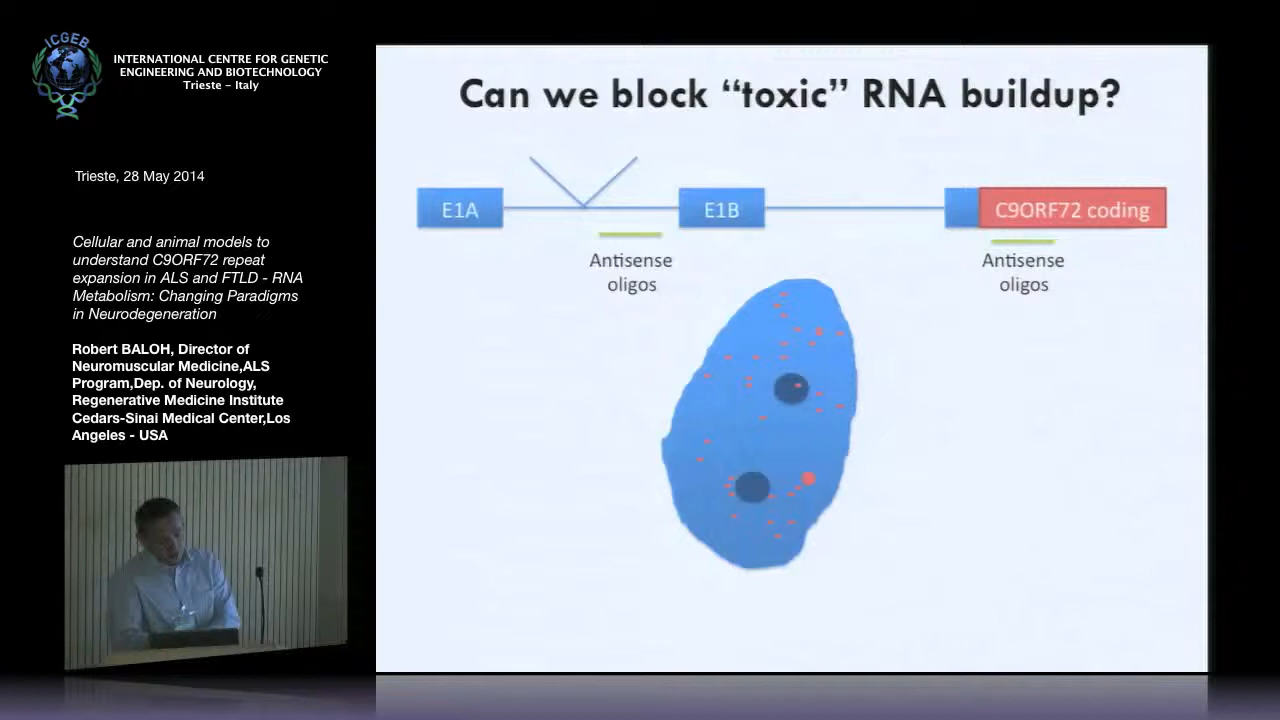 ICGEB
INTERNATIONAL CENTRE FOR GENETIC
ENGINEERING AND BIOTECHNOLOGY
Trieste - Italy
Trieste, 28 May 2014
Cellular and animal models to
understand C9ORF72 repeat
expansion in ALS and FTLD - RNA
Metabolism: Changing Paradigms
in Neurodegeneration
Robert BALOH, Director of
Neuromuscular Medicine,ALS
Program,Dep. of Neurology,
Regenerative Medicine Institute
Cedars-Sinai Medical Center,Los
Angeles - USA
Can we block “toxic” RNA buildup?
E1A
E1B
C9ORF72 coding
Antisense
oligos
Antisense
oligos